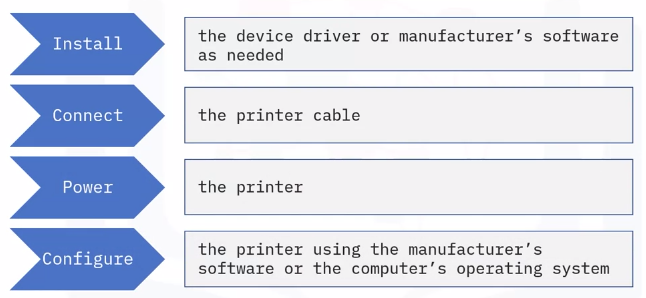 Install
the device driver or manufacturer's software
as needed
Connect
the printer cable
Power
the printer
Configure
the printer using the manufacturer's
software or the computer's operating system